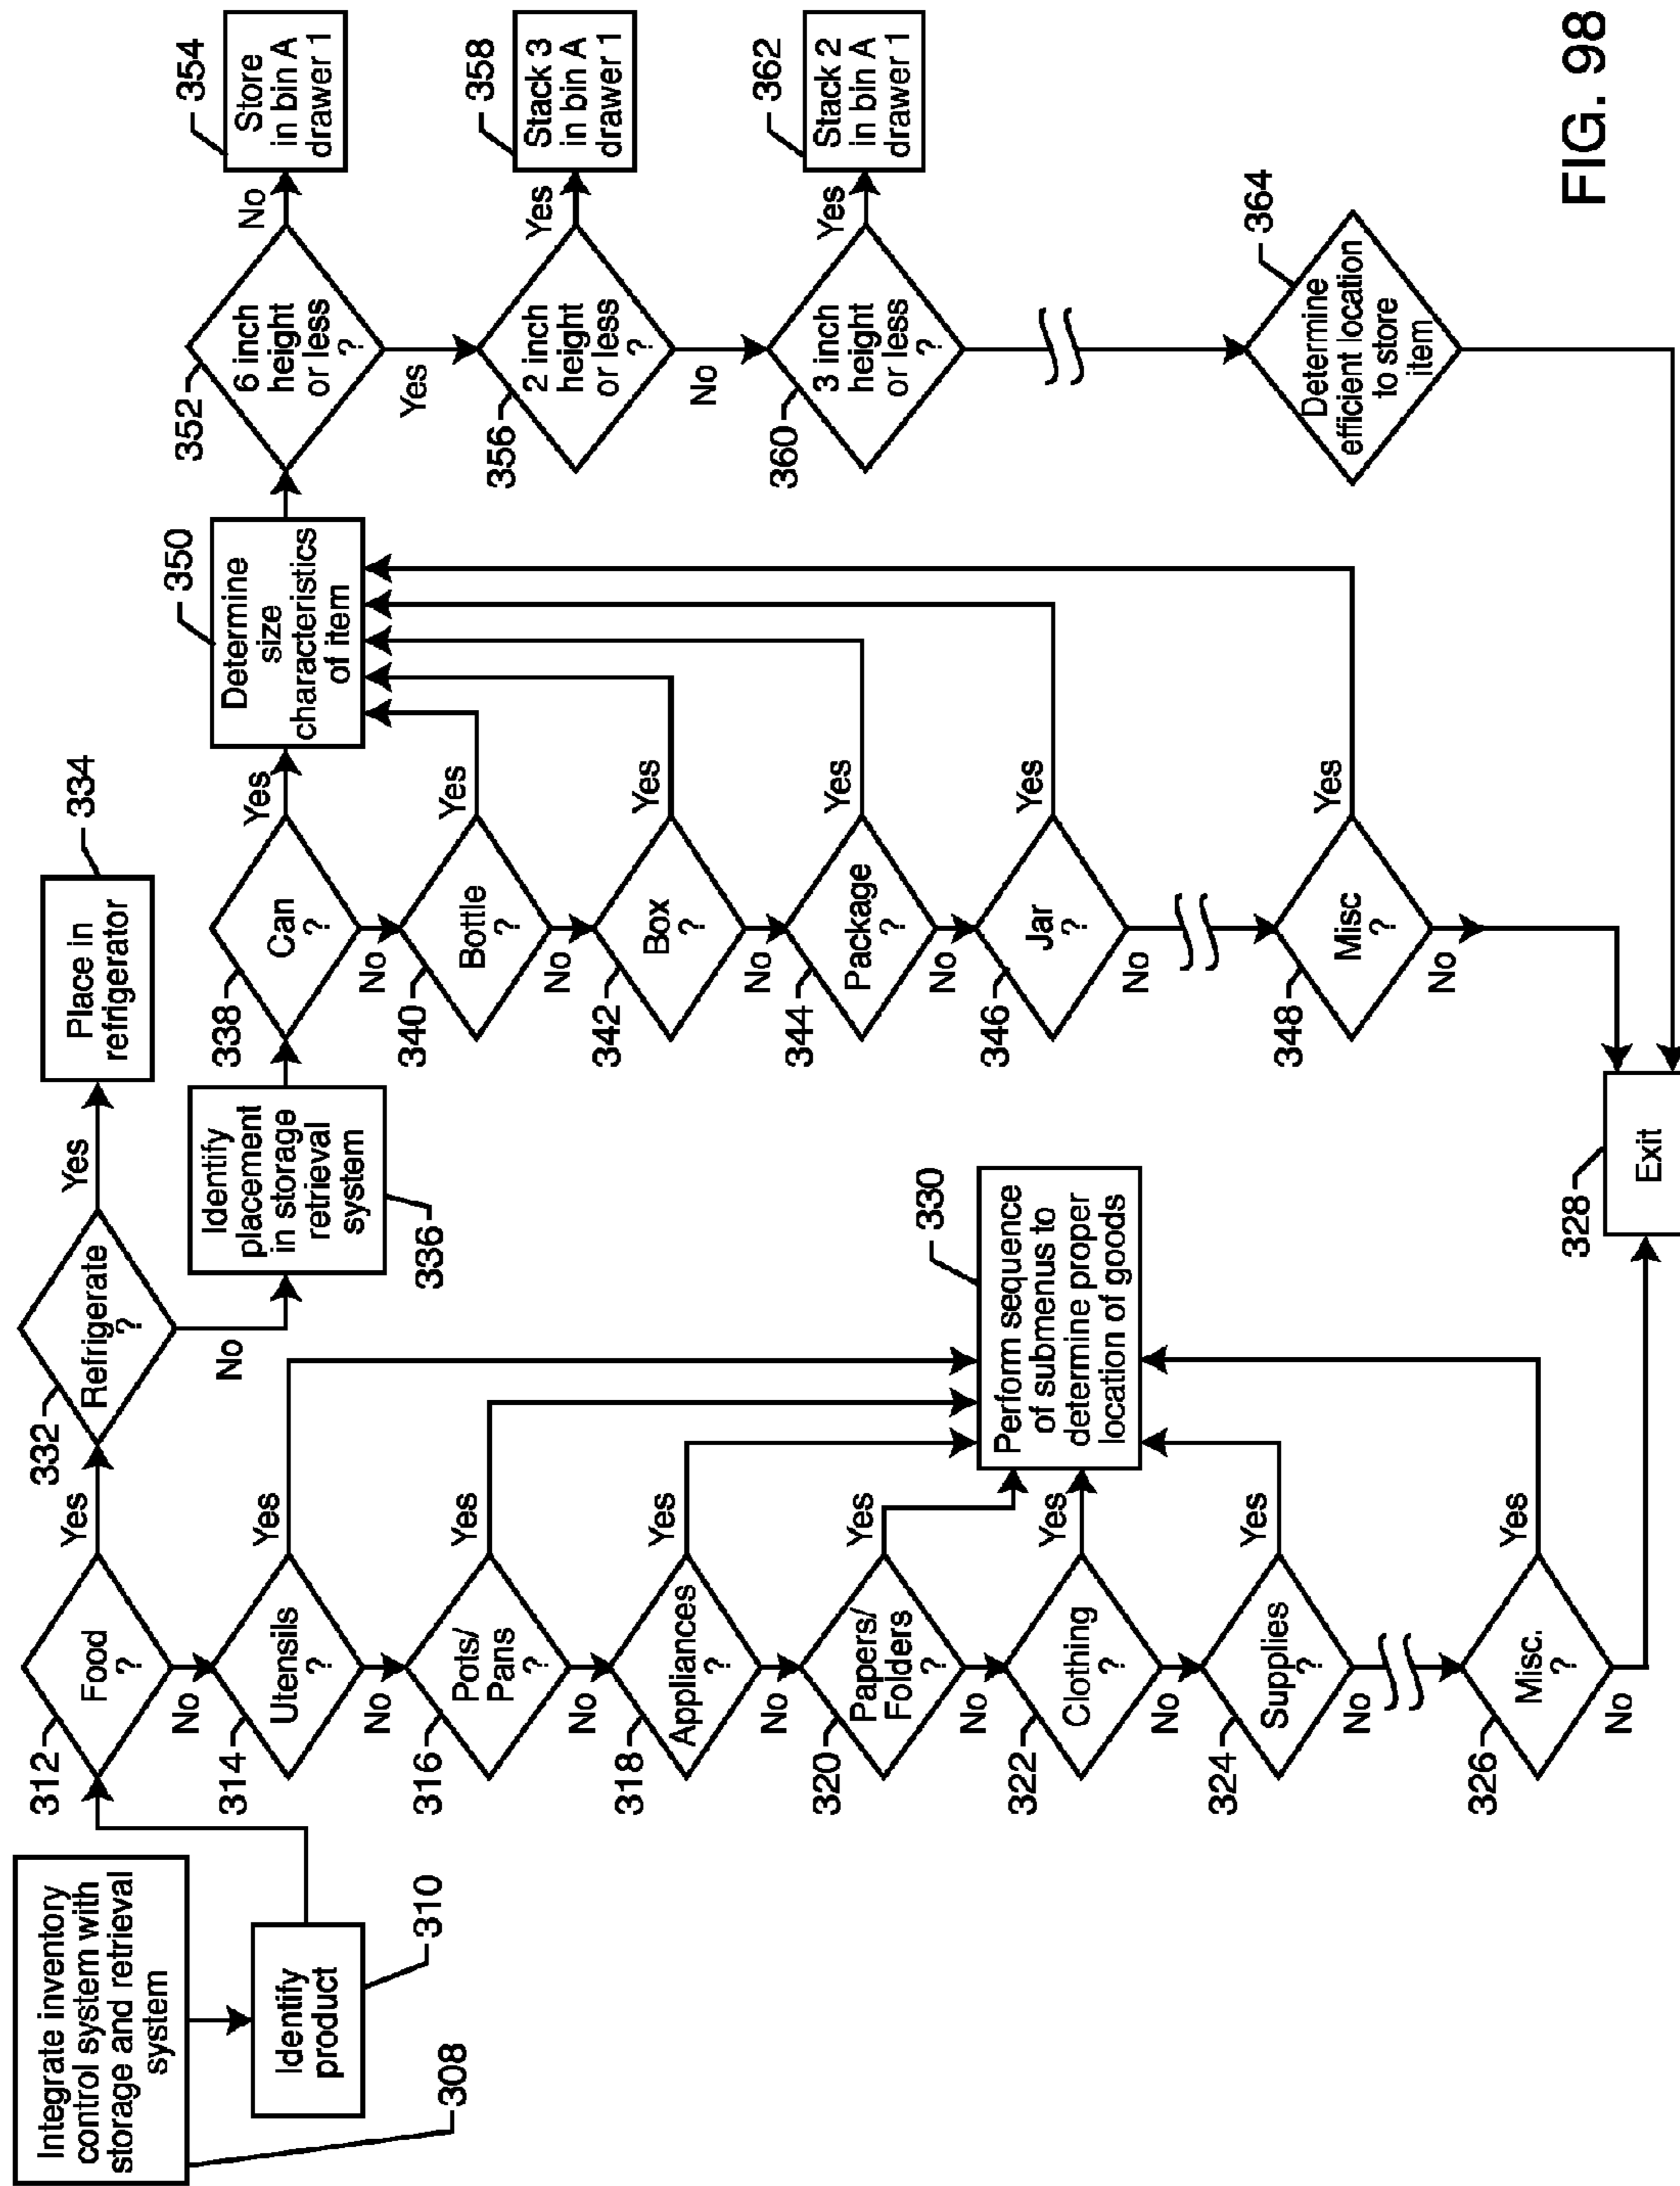 Integrate inventory
control system with
storage and retrieval
system
308
Identify
product
310
312
Food
?
Yes
No
314
Utensils
?
Yes
No
316
Pots/
Pans
?
Yes
No
318
Appliances
?
Yes
No
320
Papers/
Folders
?
Yes
No
322
Clothing
?
Yes
No
324
Supplies
?
Yes
No
326
Misc.
?
Yes
No
328
Exit
330
Perform sequence
of submenus to
determine proper
location of goods
332
Refrigerate
?
Yes
No
334
Place in
refrigerator
Identify
placement
in storage
retrieval
system
336
338
Can
?
Yes
No
340
Bottle
?
Yes
No
342
Box
?
Yes
No
344
Package
?
Yes
No
346
Jar
?
Yes
No
348
Misc
?
Yes
No
350
Determine
size
characteristics
of item
352
6 inch
height
or less
?
No
Yes
354
Store
in bin A
drawer 1
356
2 inch
height
or less
?
Yes
No
358
Stack 3
in bin A
drawer 1
360
3 inch
height
or less
?
Yes
362
Stack 2
in bin A
drawer 1
364
Determine
efficient location
to store
item
FIG. 98